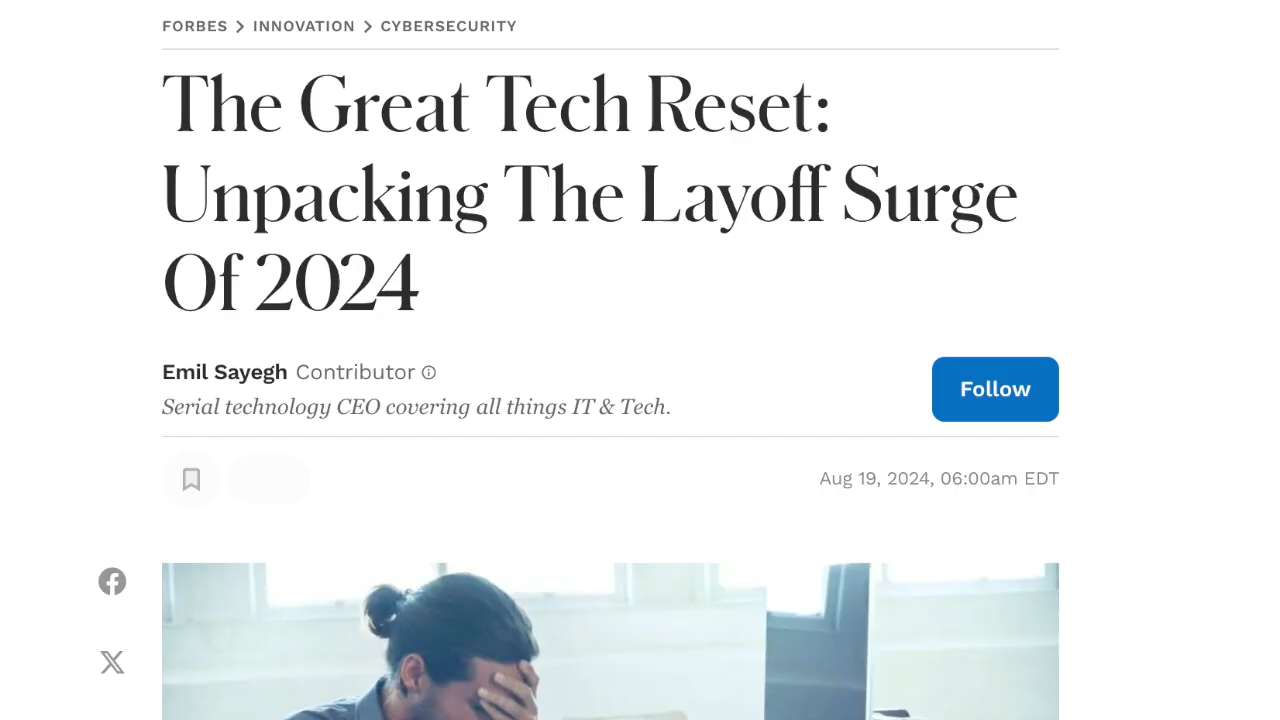 FORBES > INNOVATION > CYBERSECURITY
The Great Tech Reset:
Unpacking The Layoff Surge
Of 2024
Emil Sayegh Contributor
Serial technology CEO covering all things IT & Tech.
Follow
Aug 19, 2024, 06:00am EDT